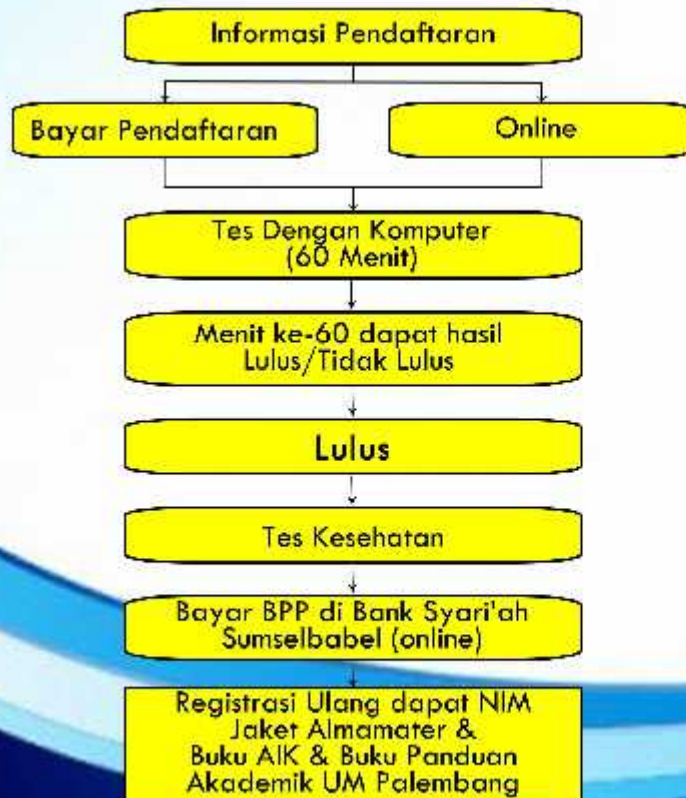 Informasi Pendaftaran
Bayar Pendaftaran
Online
Tes Dengan Komputer
(60 Menit)
Menit ke-60 dapat hasil
Lulus/Tidak Lulus
Lulus
Tes Kesehatan
Bayar BPP di Bank Syari'ah
Sumselbabel (online)
Registrasi Ulang dapat NIM
Jaket Almamater &
Buku AIK & Buku Panduan
Akademik UM Palembang